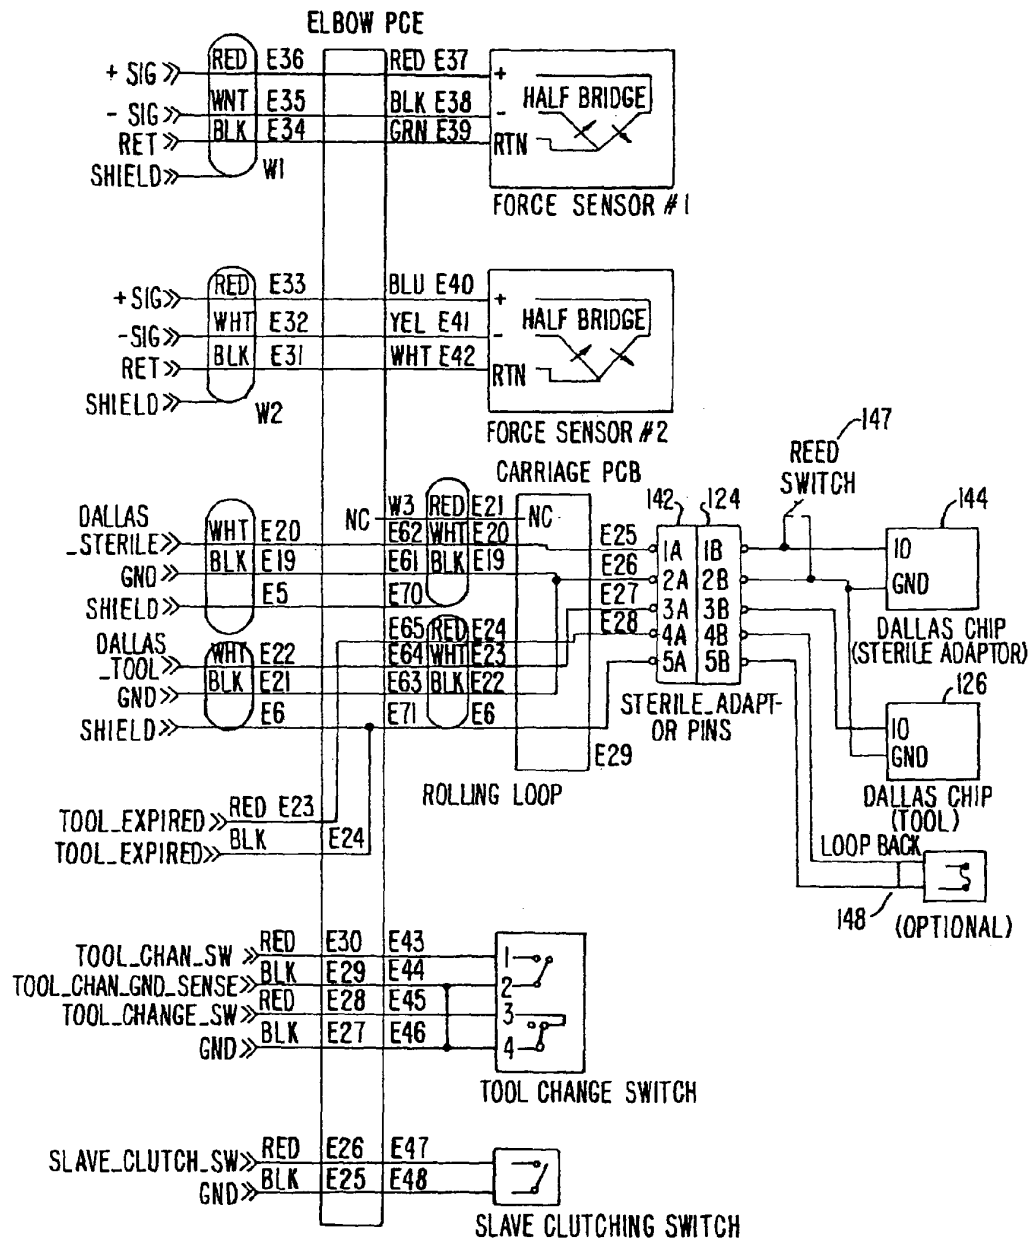 ELBOW PCE
+ SIG RED E36 RED E37 +
- SIG WNT E35 BLK E38 -
RET BLK E34 GRN E39 RTN
HALF BRIDGE
SHIELD W1
FORCE SENSOR #1
+SIG RED E33 BLU E40 +
-SIG WHT E32 YEL E41 -
RET BLK E31 WHT E42 RTN
HALF BRIDGE
SHIELD W2
FORCE SENSOR #2
CARRIAGE PCB
REED SWITCH
147
142
124
144
NC W3 RED E21 NC
DALLAS
_STERILE WHT E20 E62 WHT E20
GND BLK E19 E61 BLK E19
SHIELD E5 E70
E65 RED E24
DALLAS
_TOOL WHT E22 E64 WHT E23
GND BLK E21 E63 BLK E22
SHIELD E6 E71 E6
E25 1A 1B
E26 2A 2B
E27 3A 3B
E28 4A 4B
5A 5B
E29
STERILE_ADAPT-
OR PINS
IO
GND
DALLAS CHIP
(STERILE ADAPTOR)
126
IO
GND
DALLAS CHIP
(TOOL)
ROLLING LOOP
TOOL_EXPIRED RED E23
TOOL_EXPIRED BLK E24
LOOP BACK
148
(OPTIONAL)
TOOL_CHAN_SW RED E30 E43 1
TOOL_CHAN_GND_SENSE BLK E29 E44 2
TOOL_CHANGE_SW RED E28 E45 3
GND BLK E27 E46 4
TOOL CHANGE SWITCH
SLAVE_CLUTCH_SW RED E26 E47
GND BLK E25 E48
SLAVE CLUTCHING SWITCH